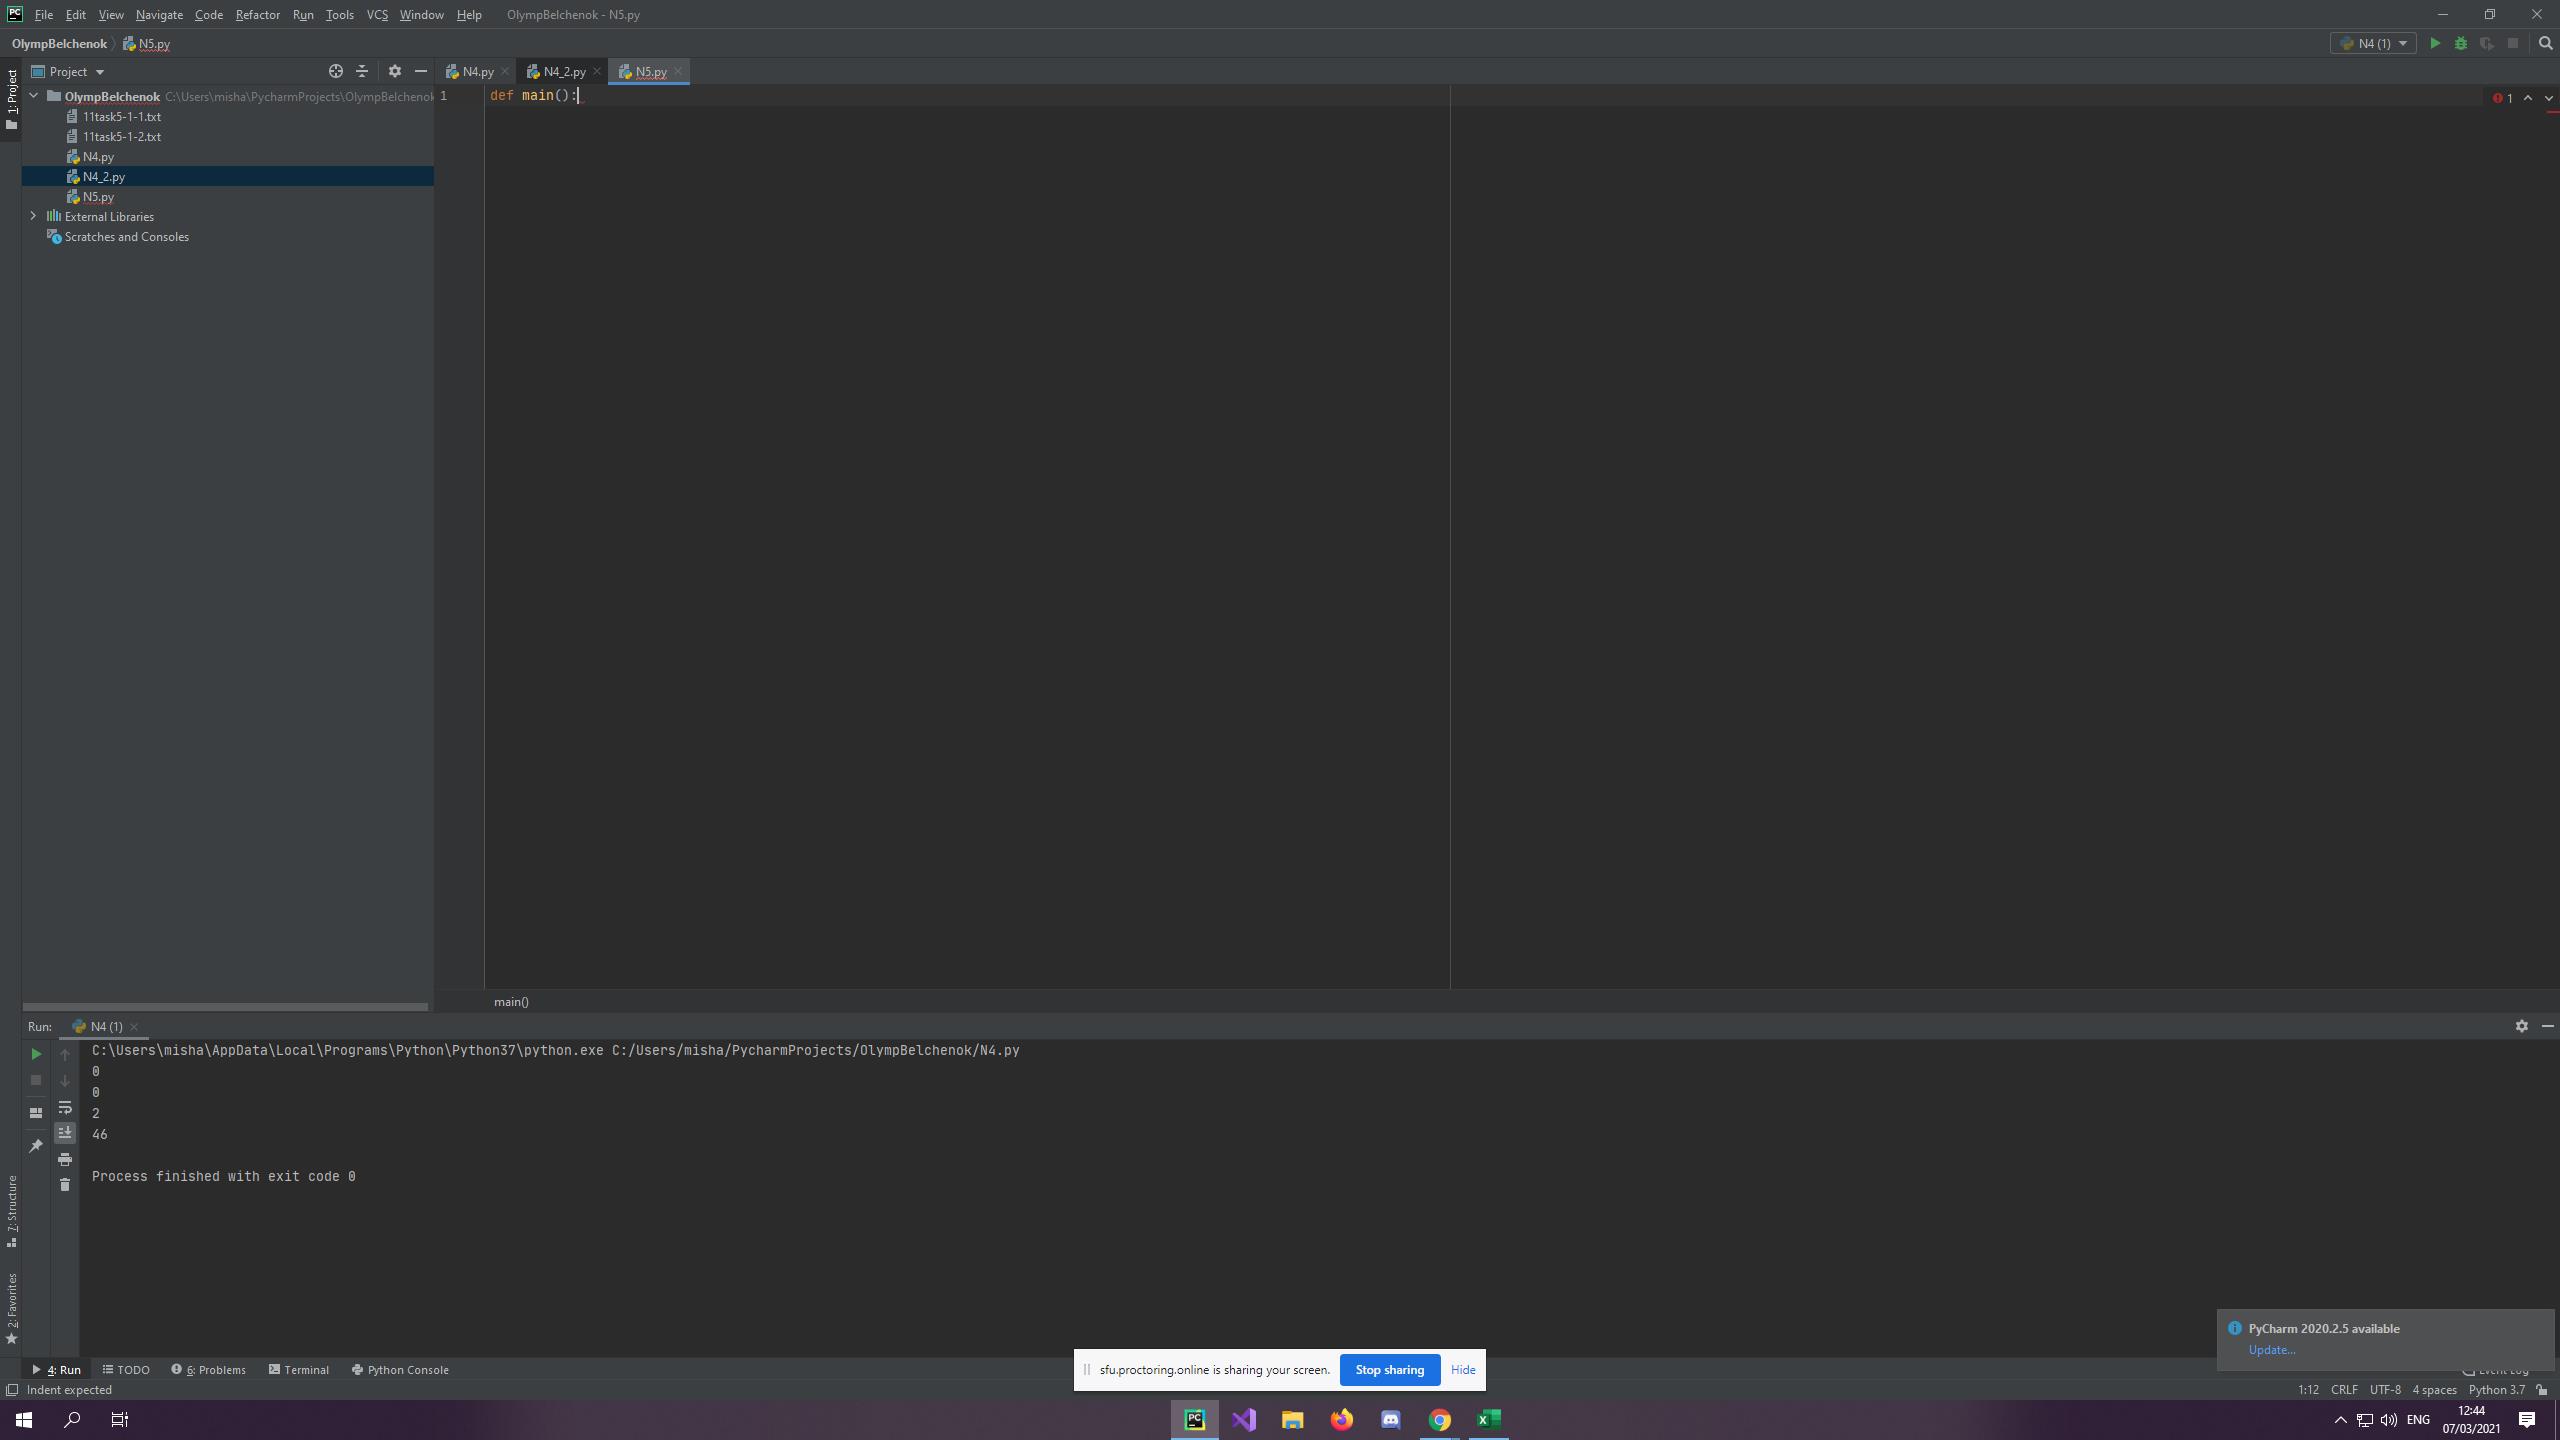 File Edit View Navigate Code Refactor Run Tools VCS Window Help OlympBelchenok - N5.py
OlympBelchenok N5.py
N4 (1)
Project
N4.py
N4_2.py
N5.py
1: Project
OlympBelchenok C:\Users\misha\PycharmProjects\OlympBelchenok
11task5-1-1.txt
11task5-1-2.txt
N4.py
N4_2.py
N5.py
External Libraries
Scratches and Consoles
1 def main():
1
main()
Run: N4 (1)
C:\Users\misha\AppData\Local\Programs\Python\Python37\python.exe C:/Users/misha/PycharmProjects/OlympBelchenok/N4.py
0
0
2
46
Process finished with exit code 0
7: Structure
2: Favorites
PyCharm 2020.2.5 available
Update...
4: Run TODO 6: Problems Terminal Python Console
Event Log
sfu.proctoring.online is sharing your screen. Stop sharing Hide
Indent expected
1:12 CRLF UTF-8 4 spaces Python 3.7
ENG
12:44
07/03/2021